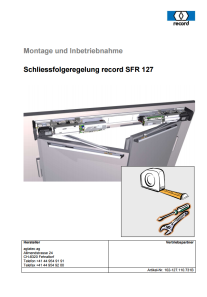 record
Montage und Inbetriebnahme
Schliessfolgeregelung record SFR 127
Hersteller
Vertriebspartner
agtatec ag
Allmendstrasse 24
CH-8320 Fehraltorf
Telefon +41 44 954 91 91
Telefax +41 44 954 92 00